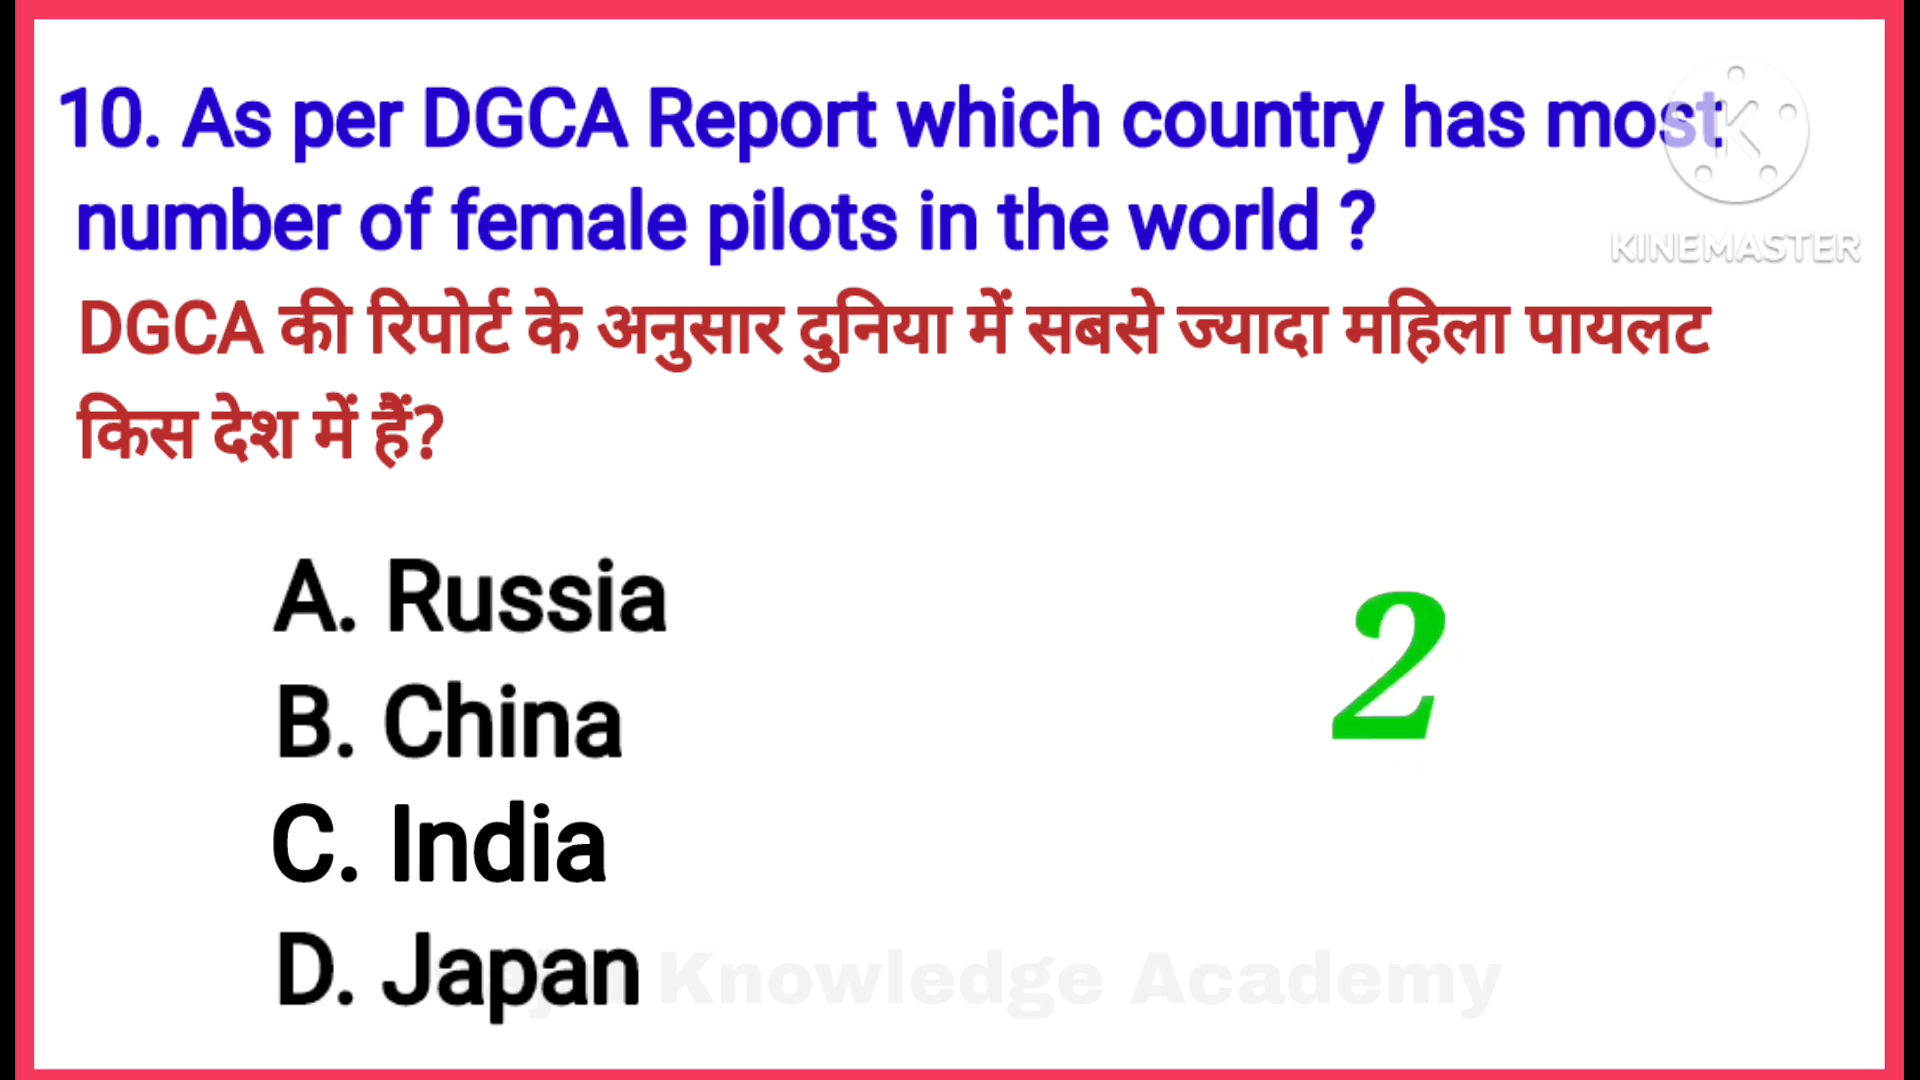 10. As per DGCA Report which country has most
number of female pilots in the world ?
KINEMASTER
DGCA की रिपोर्ट के अनुसार दुनिया में सबसे ज्यादा महिला पायलट
किस देश में हैं?
A. Russia
2
B. China
C. India
D. Japan
Knowledge Academy